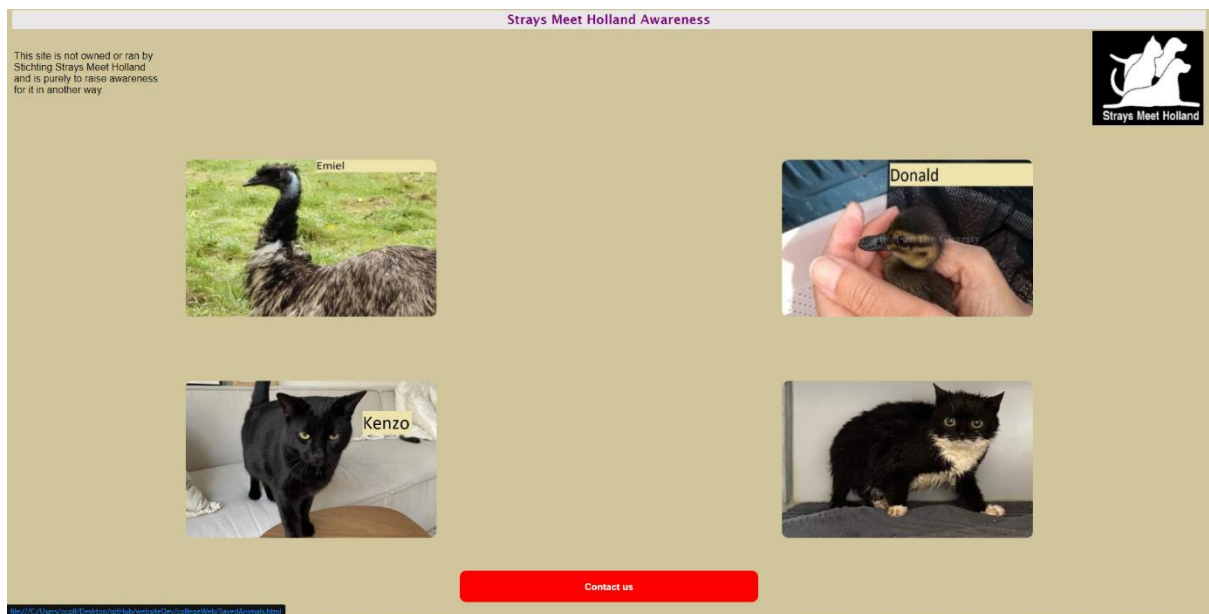 Strays Meet Holland Awareness
This site is not owned or ran by
Stichting Strays Meet Holland
and is purely to raise awareness
for it in another way.
Strays Meet Holland
Emiel
Donald
Kenzo
Contact us